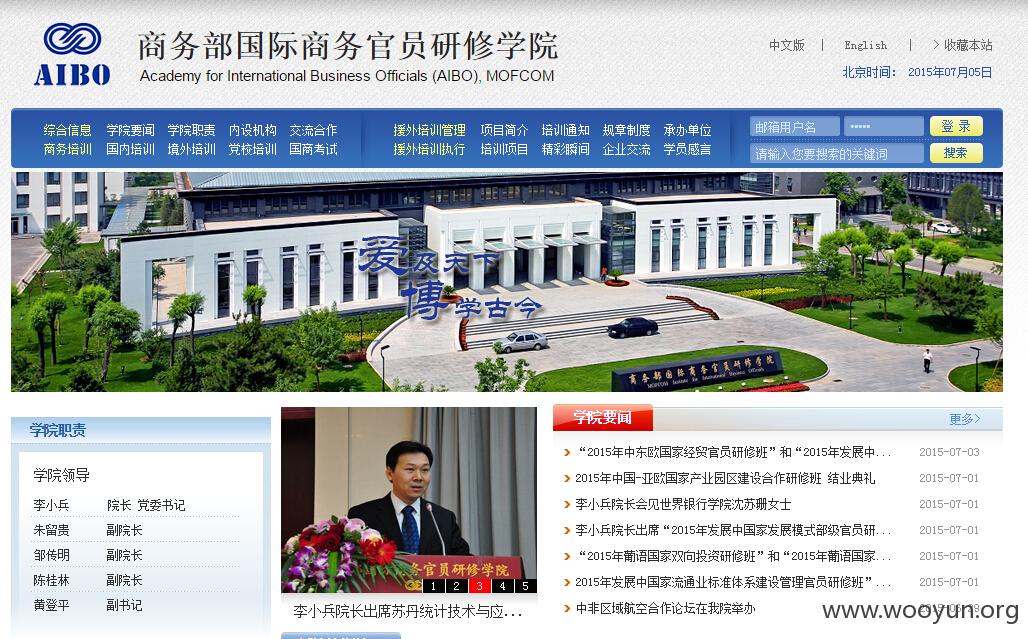 AIBO
商务部国际商务官员研修学院
Academy for International Business Officials (AIBO), MOFCOM
中文版 | English | > 收藏本站
北京时间： 2015年07月05日
综合信息 学院要闻 学院职责 内设机构 交流合作
商务培训 国内培训 境外培训 党校培训 国商考试
援外培训管理 项目简介 培训通知 规章制度 承办单位
援外培训执行 培训项目 精彩瞬间 企业交流 学员感言
邮箱用户名 ••••• 登 录
请输入您要搜索的关键词 搜索
爱及天下
博学古今
商务部国际商务官员研修学院
MOFCOM Institute for International Business Officials
学院职责
学院领导
李小兵 院长 党委书记
朱留贵 副院长
邹传明 副院长
陈桂林 副院长
黄登平 副书记
务官员研修学院
1 2 3 4 5
李小兵院长出席苏丹统计技术与应...
学院要闻
更多>
“2015年中东欧国家经贸官员研修班”和“2015年发展中... 2015-07-03
2015年中国-亚欧国家产业园区建设合作研修班 结业典礼 2015-07-01
李小兵院长会见世界银行学院沈苏珊女士 2015-07-01
李小兵院长出席“2015年发展中国家发展模式部级官员研... 2015-07-01
“2015年葡语国家双向投资研修班”和“2015年葡语国家... 2015-07-01
2015年发展中国家流通业标准体系建设管理官员研修班”... 2015-07-01
中非区域航空合作论坛在我院举办
www.wooyun.org